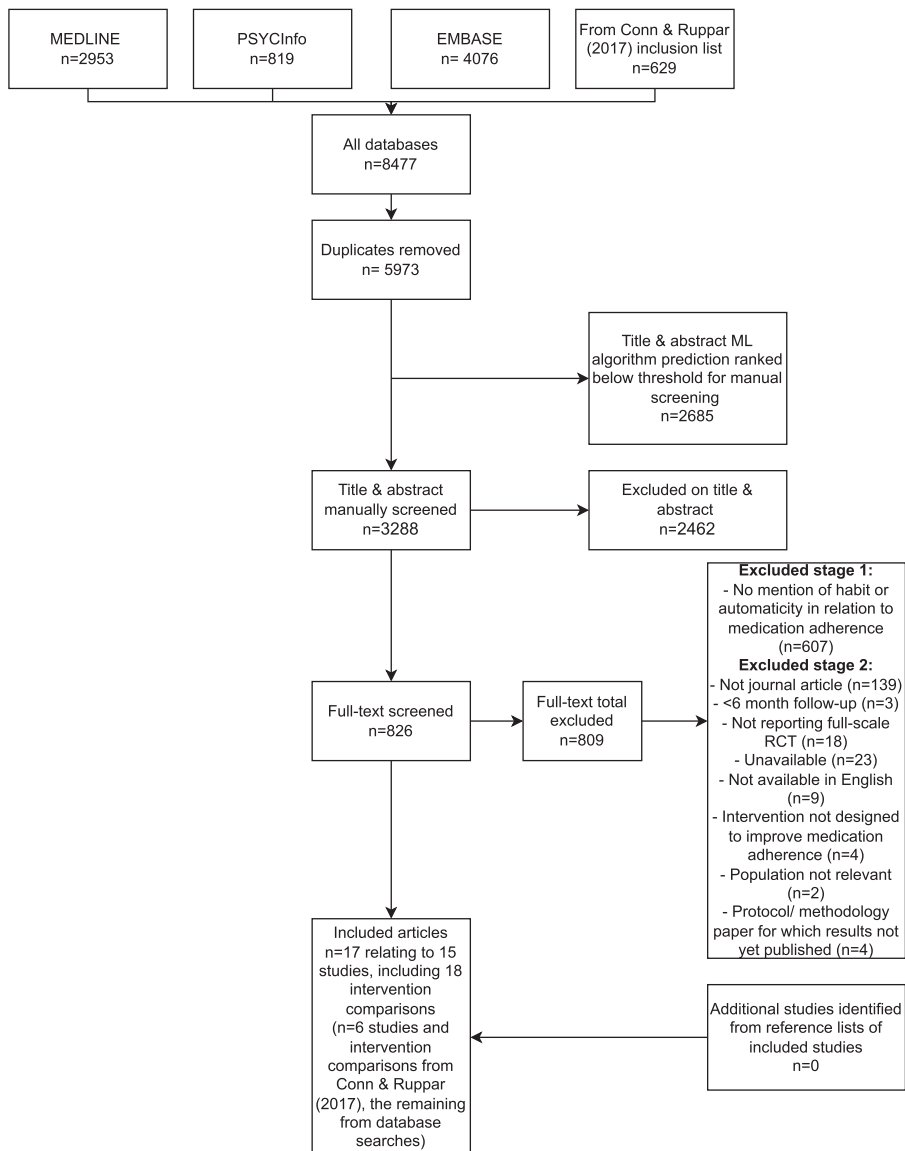 MEDLINE
n=2953
PSYCInfo
n=819
EMBASE
n= 4076
From Conn & Ruppar
(2017) inclusion list
n=629
All databases
n=8477
Duplicates removed
n= 5973
Title & abstract ML
algorithm prediction ranked
below threshold for manual
screening
n=2685
Title & abstract
manually screened
n=3288
Excluded on title &
abstract
n=2462
Full-text screened
n=826
Full-text total
excluded
n=809
Excluded stage 1:
- No mention of habit or
automaticity in relation to
medication adherence
(n=607)
Excluded stage 2:
- Not journal article (n=139)
- <6 month follow-up (n=3)
- Not reporting full-scale
RCT (n=18)
- Unavailable (n=23)
- Not available in English
(n=9)
- Intervention not designed
to improve medication
adherence (n=4)
- Population not relevant
(n=2)
- Protocol/ methodology
paper for which results not
yet published (n=4)
Included articles
n=17 relating to 15
studies, including 18
intervention
comparisons
(n=6 studies and
intervention
comparisons from
Conn & Ruppar
(2017), the remaining
from database
searches)
Additional studies identified
from reference lists of
included studies
n=0